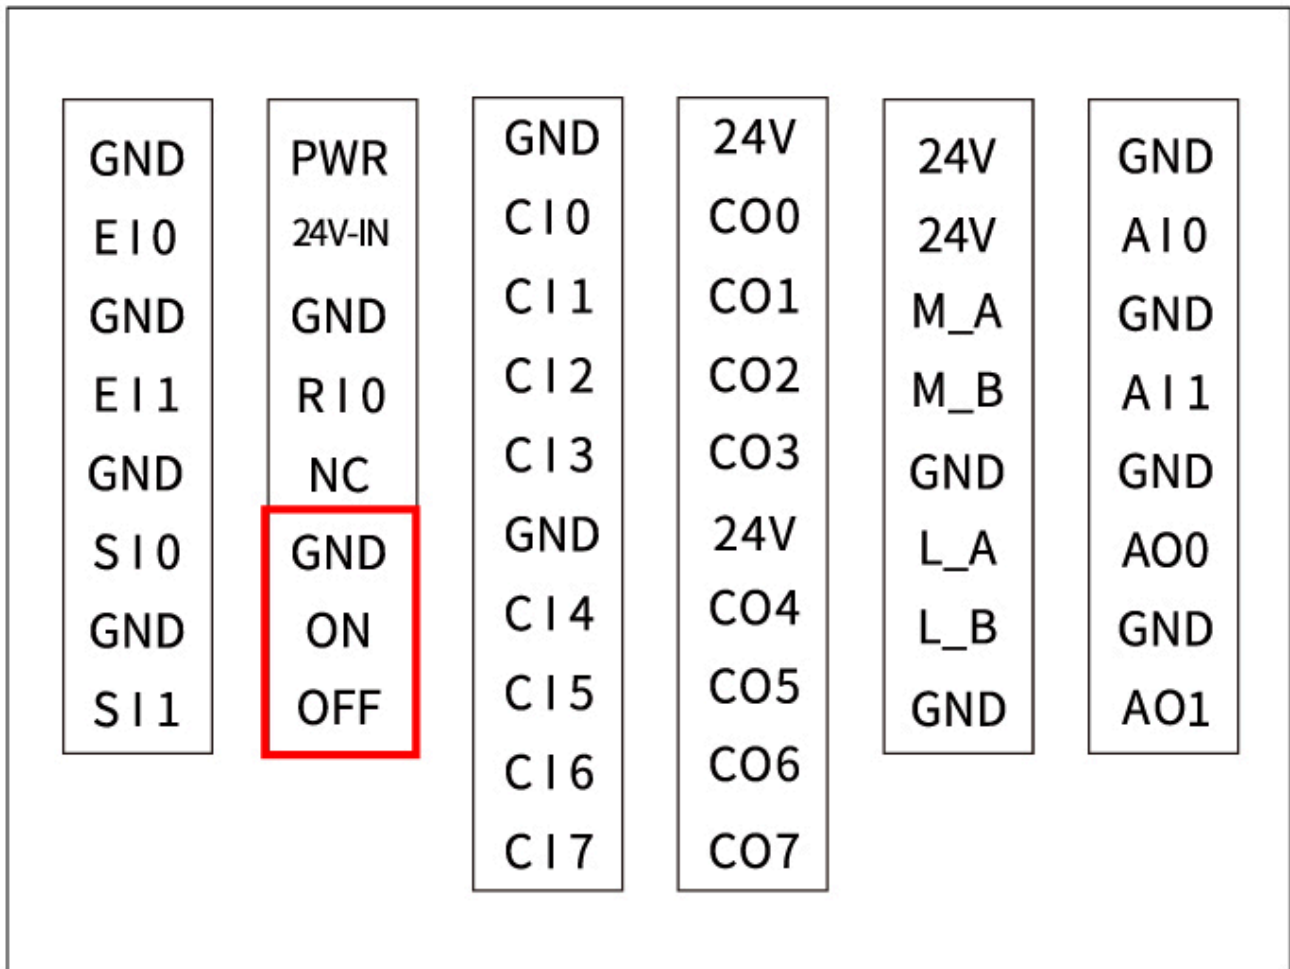 GND
EI0
GND
EI1
GND
SI0
GND
SI1
PWR
24V-IN
GND
RI0
NC
GND
ON
OFF
GND
CI0
CI1
CI2
CI3
GND
CI4
CI5
CI6
CI7
24V
CO0
CO1
CO2
CO3
24V
CO4
CO5
CO6
CO7
24V
24V
M_A
M_B
GND
L_A
L_B
GND
GND
AI0
GND
AI1
GND
AO0
GND
AO1